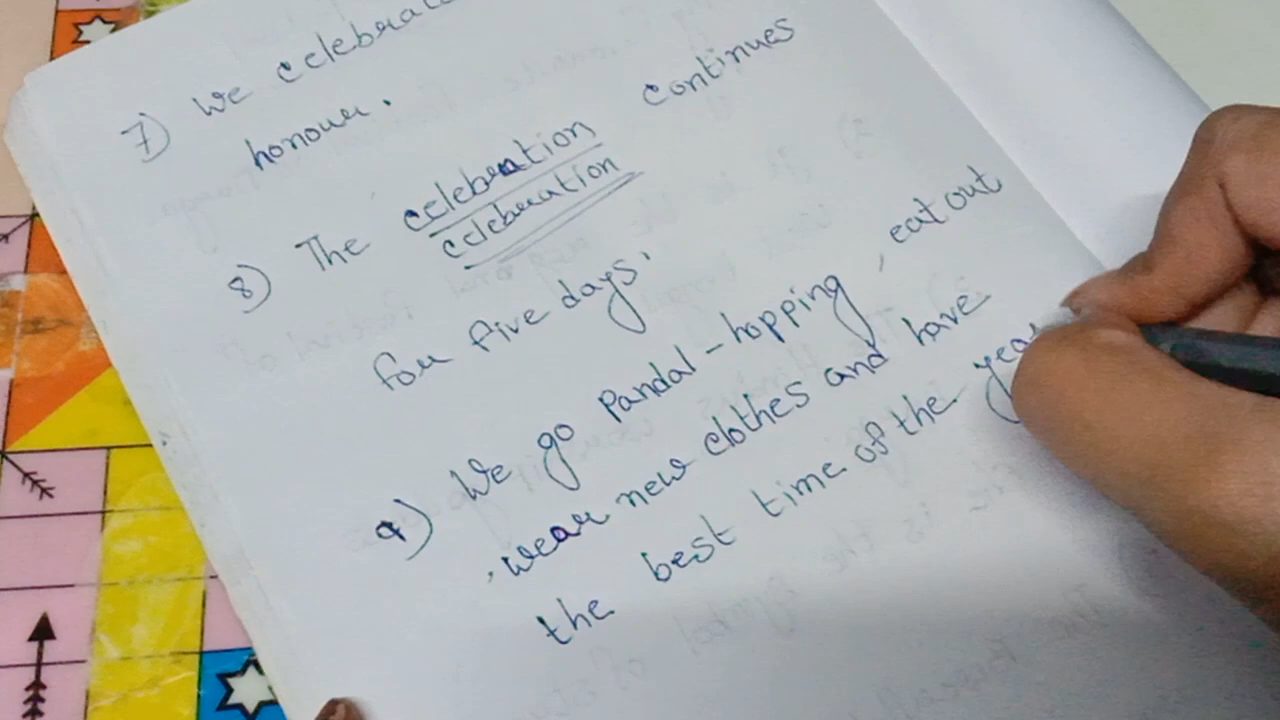 7) We celebrate
honour.
8) The celebration continues
celebration
for five days.
9) We go Pandal-hopping, eat out
, wear new clothes and have
the best time of the year